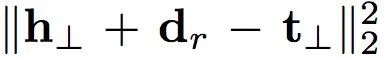 ‖h⊥ + d_r − t⊥‖₂²